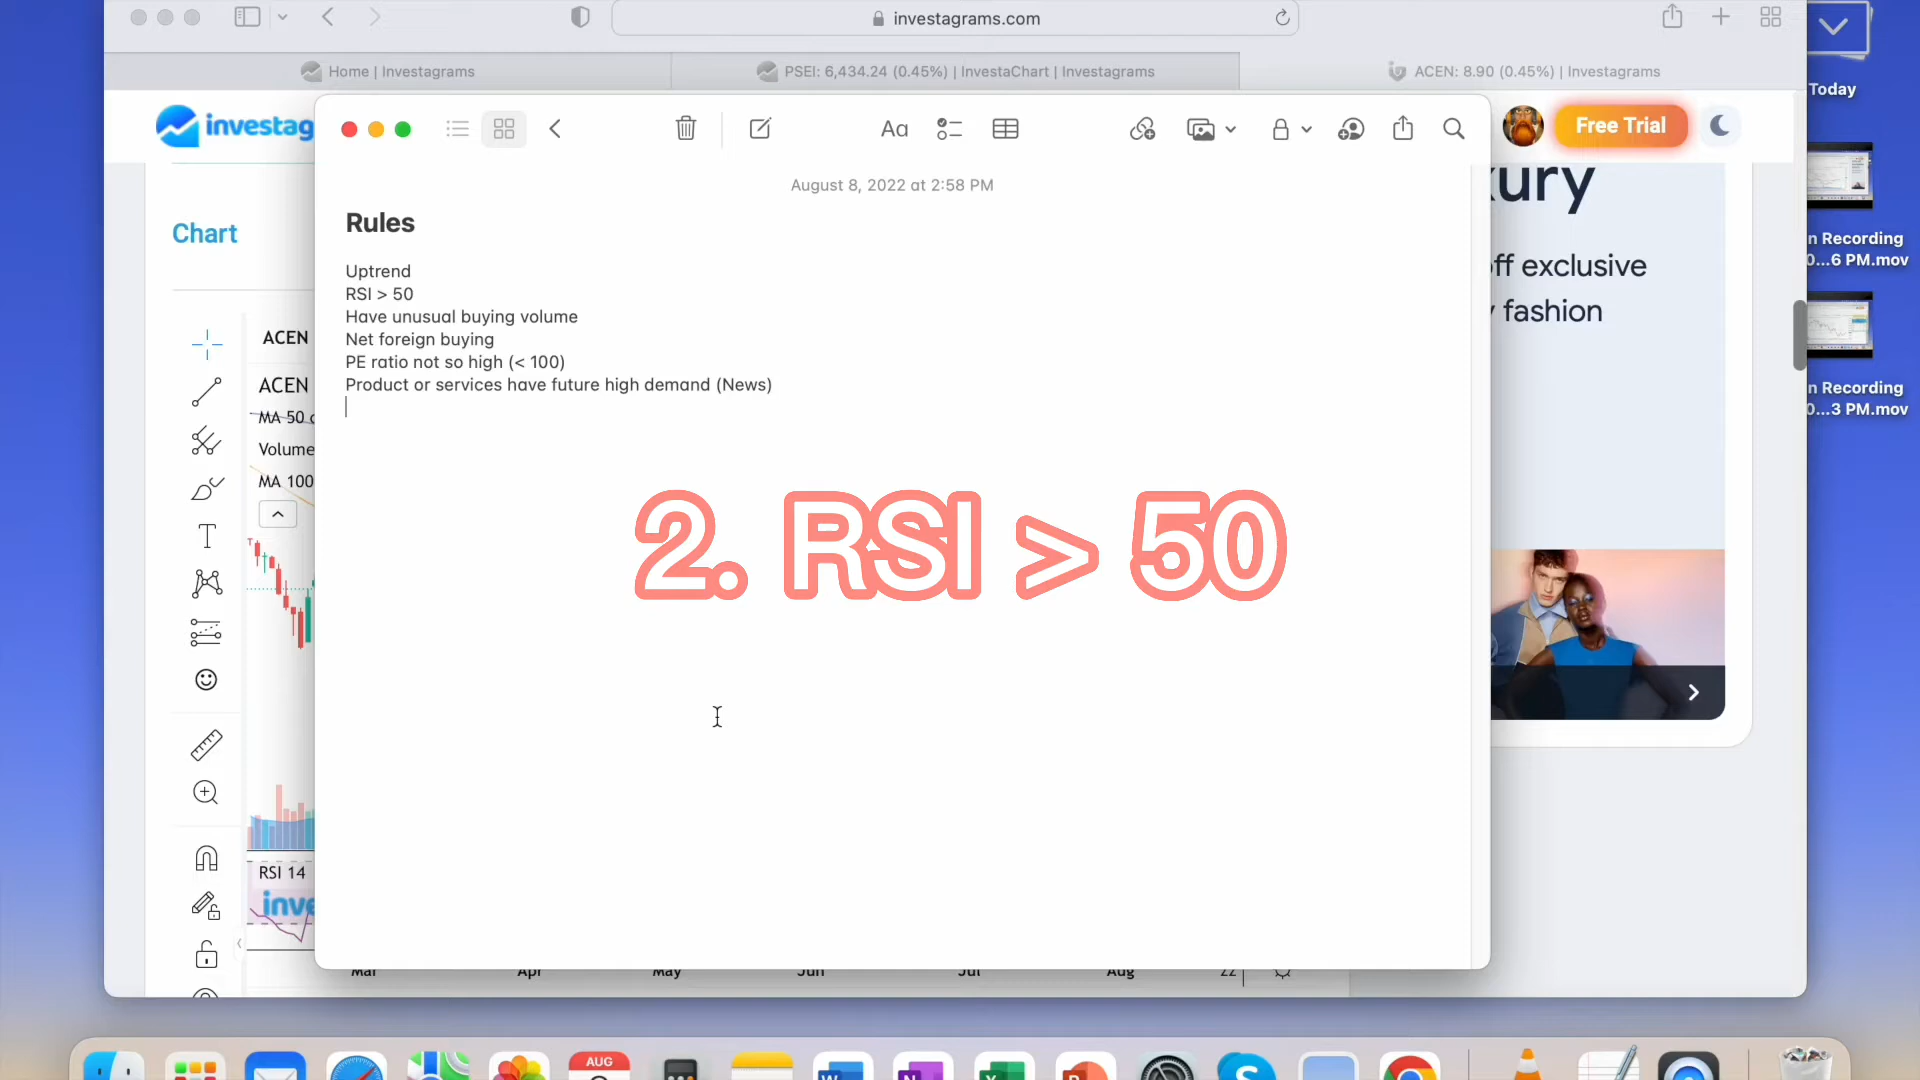 investagrams.com
Home | Investagrams
PSEI: 6,434.24 (0.45%) | InvestaChart | Investagrams
ACEN: 8.90 (0.45%) | Investagrams
Today
investag
Free Trial
August 8, 2022 at 2:58 PM
Rules
Uptrend
RSI > 50
Have unusual buying volume
Net foreign buying
PE ratio not so high (< 100)
Product or services have future high demand (News)
2. RSI > 50
Chart
ACEN
ACEN
MA 50
Volume
MA 100
RSI 14
inve
xury
off exclusive
fashion
n Recording
0...6 PM.mov
n Recording
0...3 PM.mov
Mar Apr May Jun Jul Aug 22
AUG